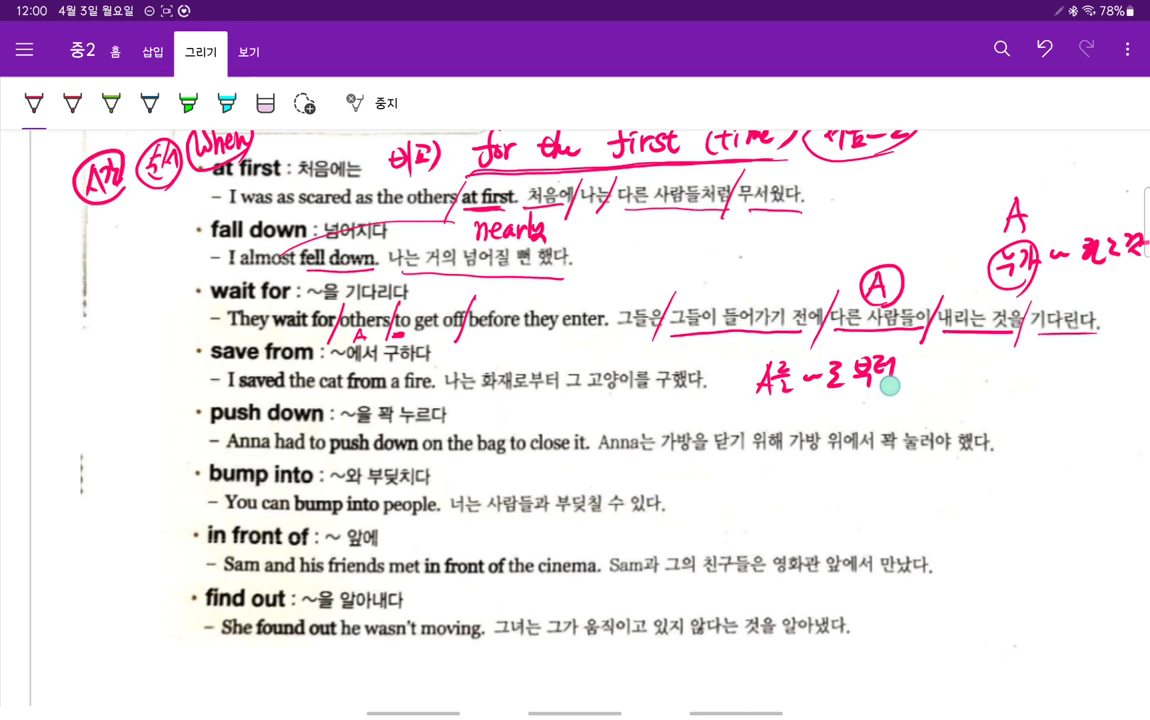 12:00 4월 3일 월요일 78%
중2 홈 삽입 그리기 보기
중지
시간 when 비교) for the first (time)
• at first : 처음에는
– I was as scared as the others at first. 처음에 나는 다른 사람들처럼 무서웠다.
• fall down : 넘어지다 nearly
– I almost fell down. 나는 거의 넘어질 뻔 했다.
A
누가
• wait for : ~을 기다리다 A
– They wait for others to get off before they enter. 그들은 그들이 들어가기 전에 다른 사람들이 내리는 것을 기다린다.
A
• save from : ~에서 구하다
A를 ~로 부터
– I saved the cat from a fire. 나는 화재로부터 그 고양이를 구했다.
• push down : ~을 꽉 누르다
– Anna had to push down on the bag to close it. Anna는 가방을 닫기 위해 가방 위에서 꽉 눌러야 했다.
• bump into : ~와 부딪치다
– You can bump into people. 너는 사람들과 부딪칠 수 있다.
• in front of : ~ 앞에
– Sam and his friends met in front of the cinema. Sam과 그의 친구들은 영화관 앞에서 만났다.
• find out : ~을 알아내다
– She found out he wasn't moving. 그녀는 그가 움직이고 있지 않다는 것을 알아냈다.